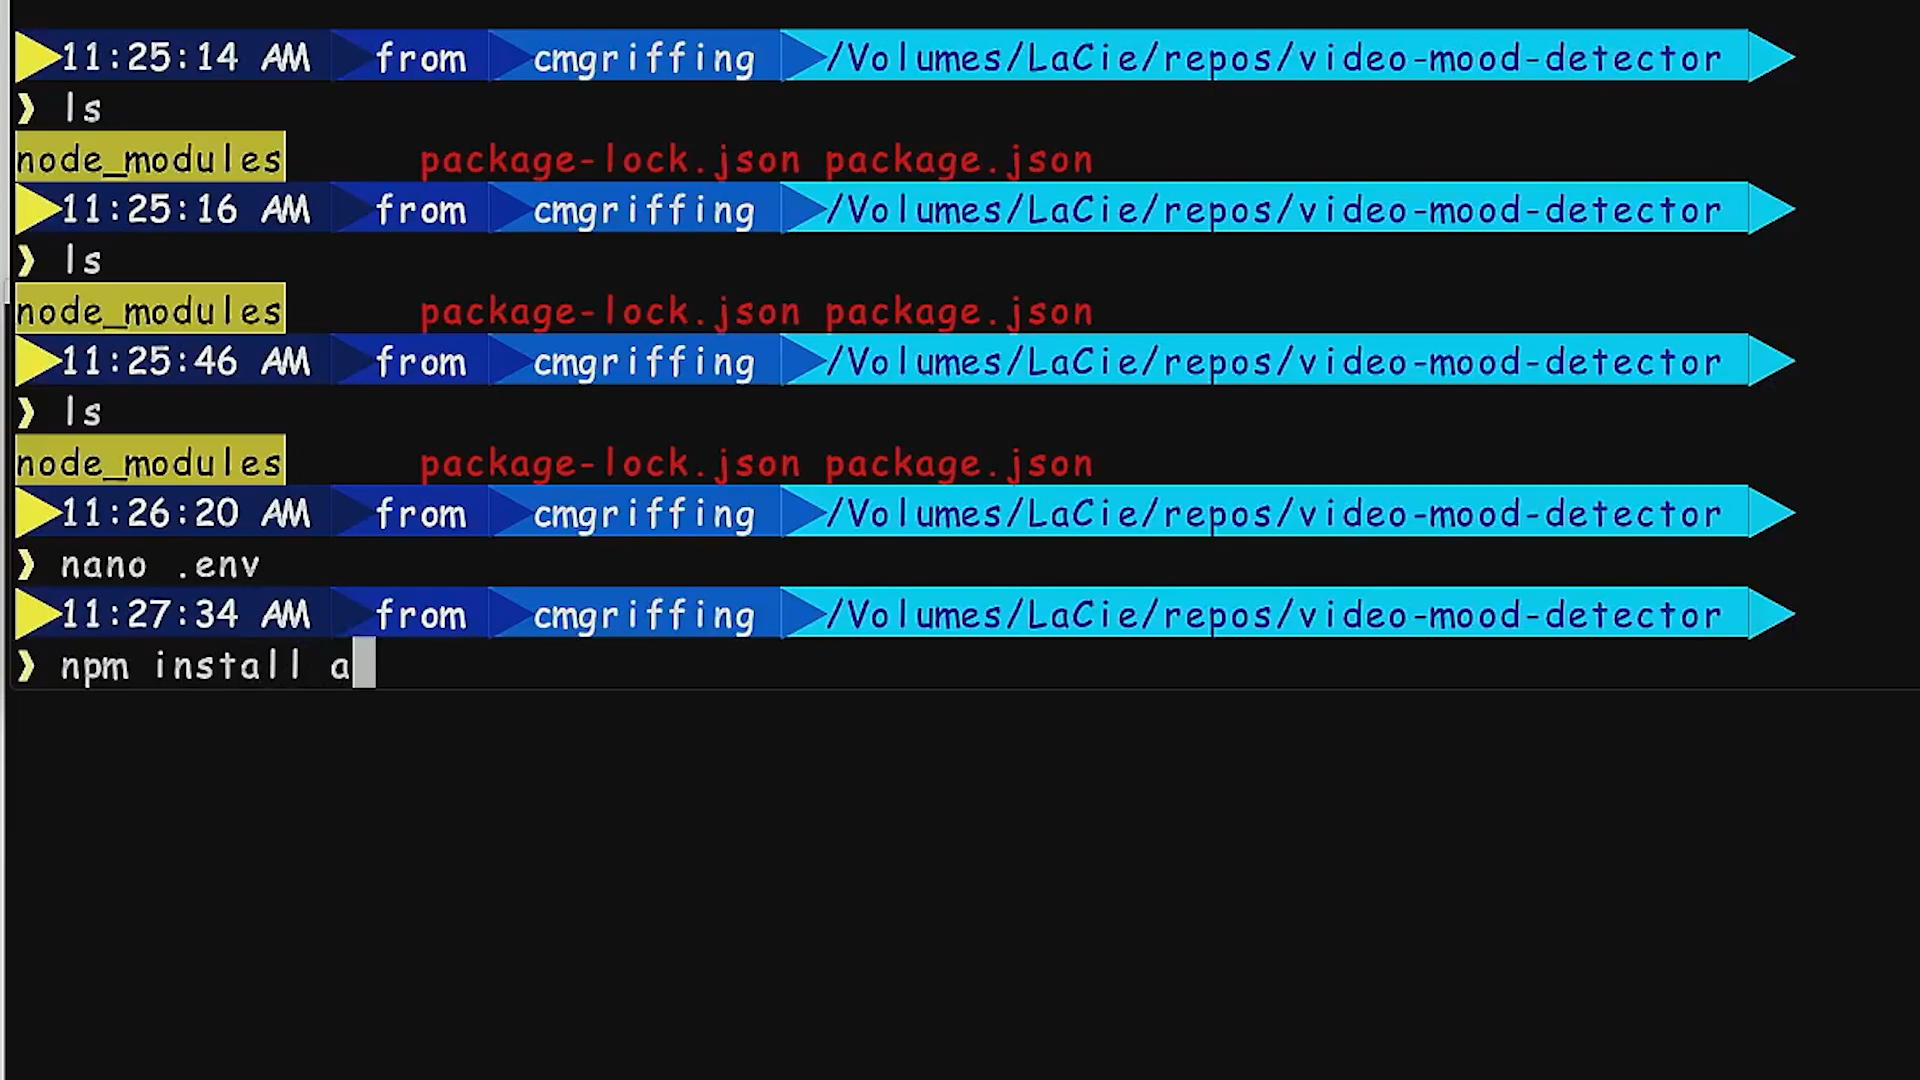 11:25:14 AM from cmgriffing /Volumes/LaCie/repos/video-mood-detector
❯ ls
node_modules package-lock.json package.json
11:25:16 AM from cmgriffing /Volumes/LaCie/repos/video-mood-detector
❯ ls
node_modules package-lock.json package.json
11:25:46 AM from cmgriffing /Volumes/LaCie/repos/video-mood-detector
❯ ls
node_modules package-lock.json package.json
11:26:20 AM from cmgriffing /Volumes/LaCie/repos/video-mood-detector
❯ nano .env
11:27:34 AM from cmgriffing /Volumes/LaCie/repos/video-mood-detector
❯ npm install a